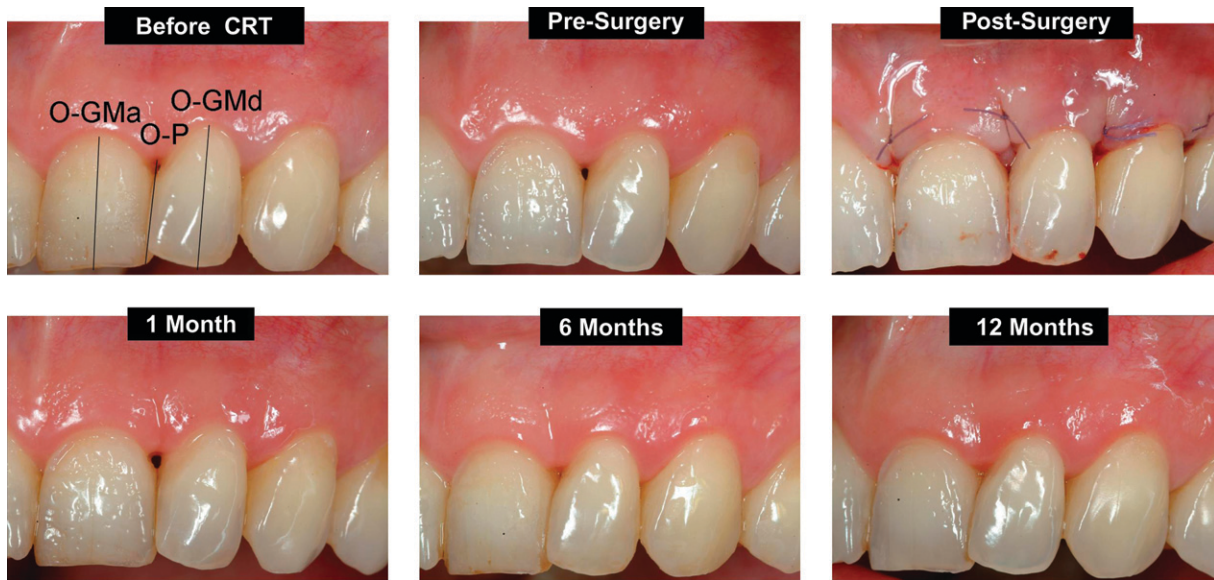 Before CRT
Pre-Surgery
Post-Surgery
O-GMa
O-GMd
O-P
1 Month
6 Months
12 Months